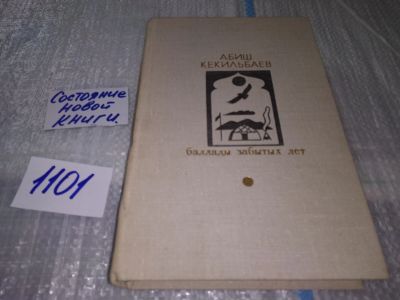 АБИШ
КЕКИЛЬБАЕВ
баллады забытых лет
Состояние
новой
книги.
1101